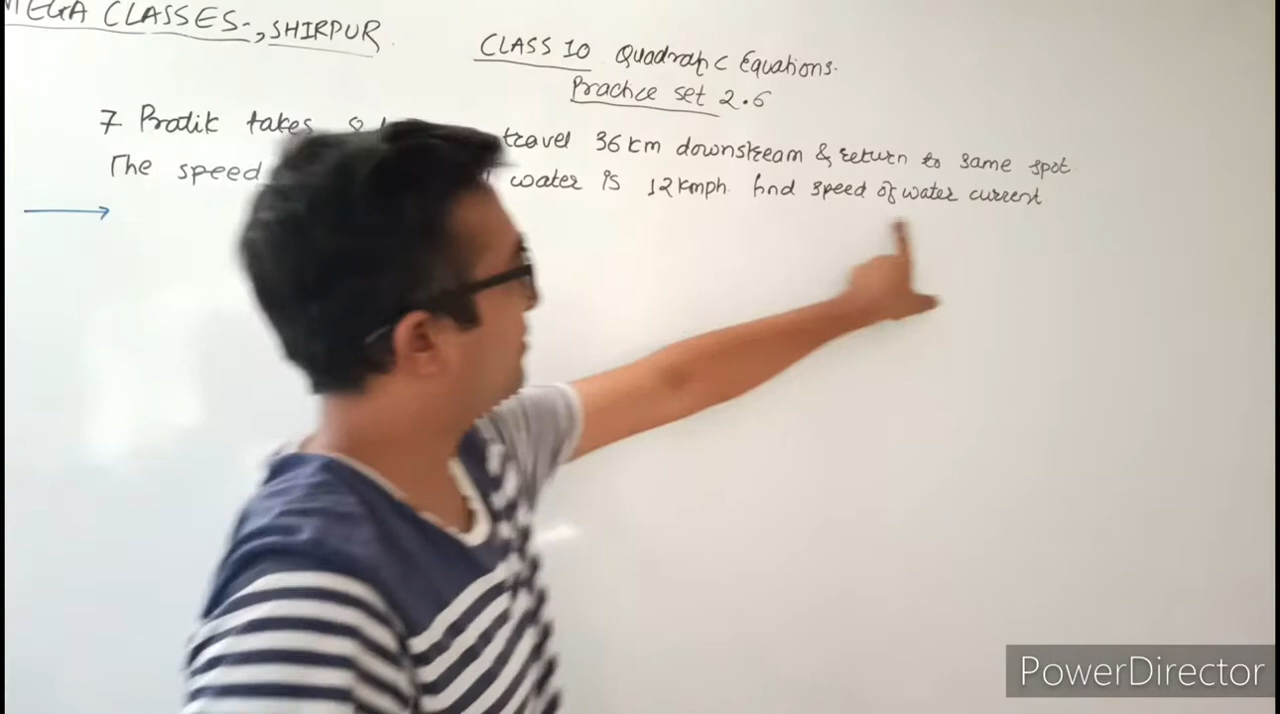 CLASSES-, SHIRPUR
CLASS 10 Quadratic Equations.
Practice set 2.6
7 Pratik takes travel 36 km downstream & return to same spot
The speed water is 12 kmph. find speed of water current
PowerDirector